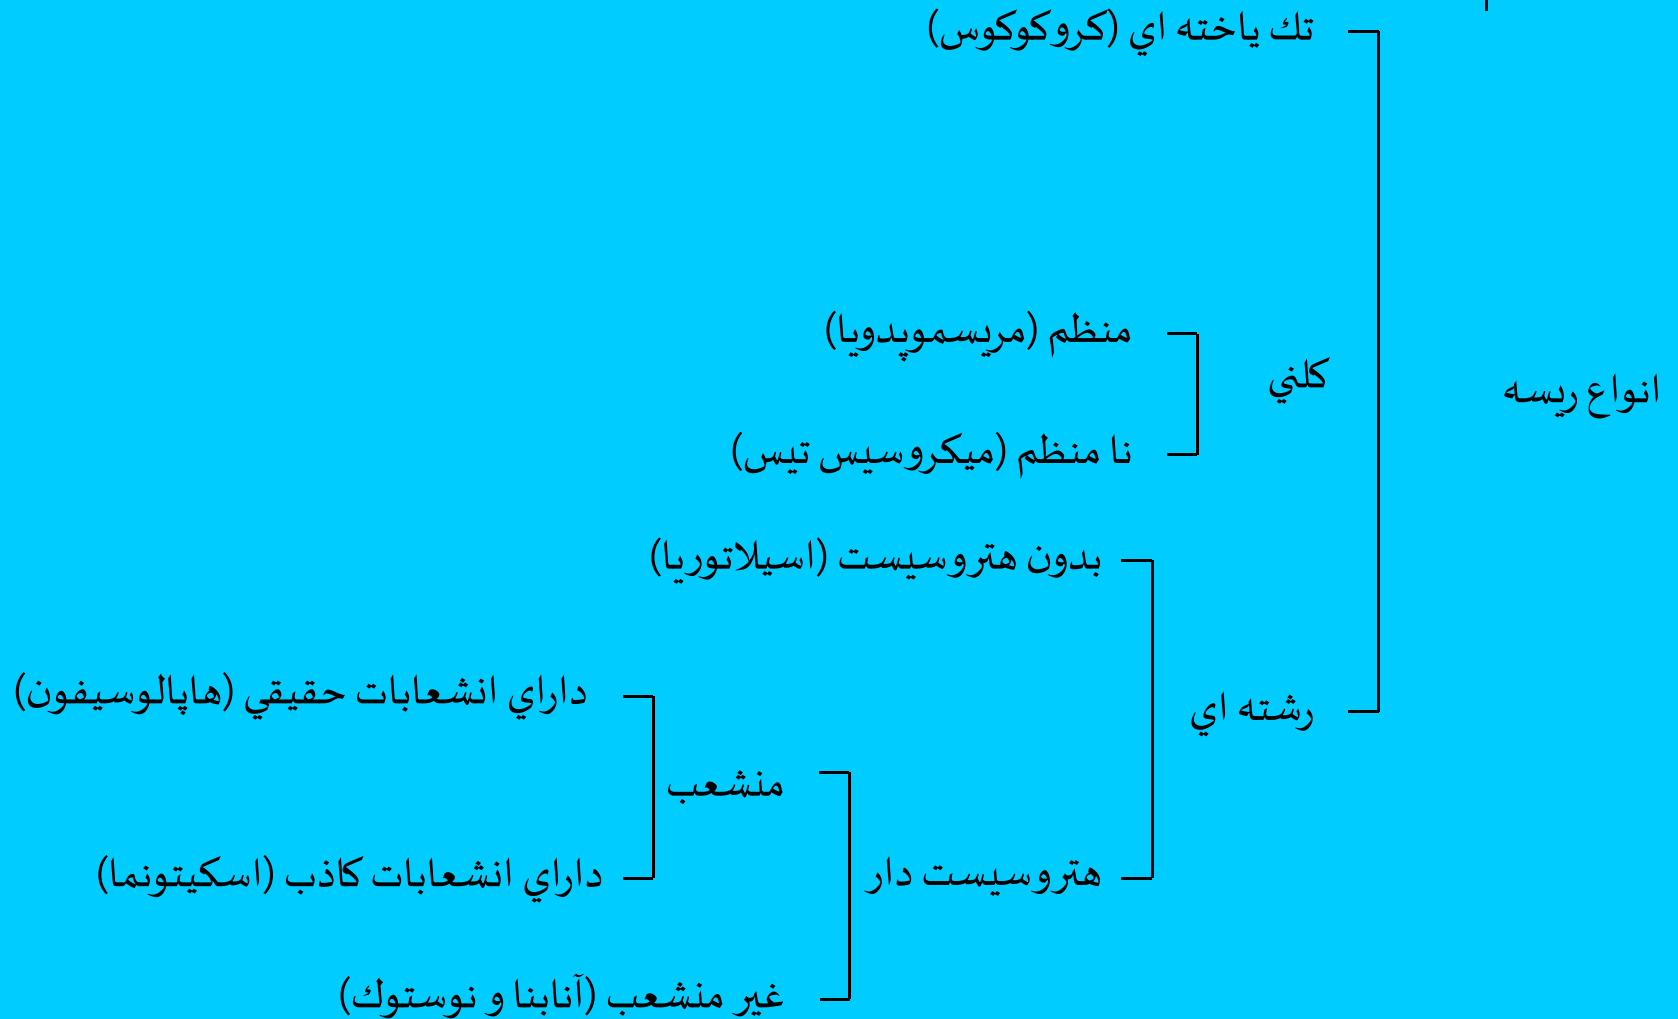 انواع ريسه
تك ياخته اي (كروكوكوس)
كلني
منظم (مريسموپدويا)
نا منظم (ميكروسيس تيس)
رشته اي
بدون هتروسيست (اسيلاتوريا)
هتروسيست دار
منشعب
داراي انشعابات حقيقي (هاپالوسيفون)
داراي انشعابات كاذب (اسكيتونما)
غير منشعب (آنابنا و نوستوك)